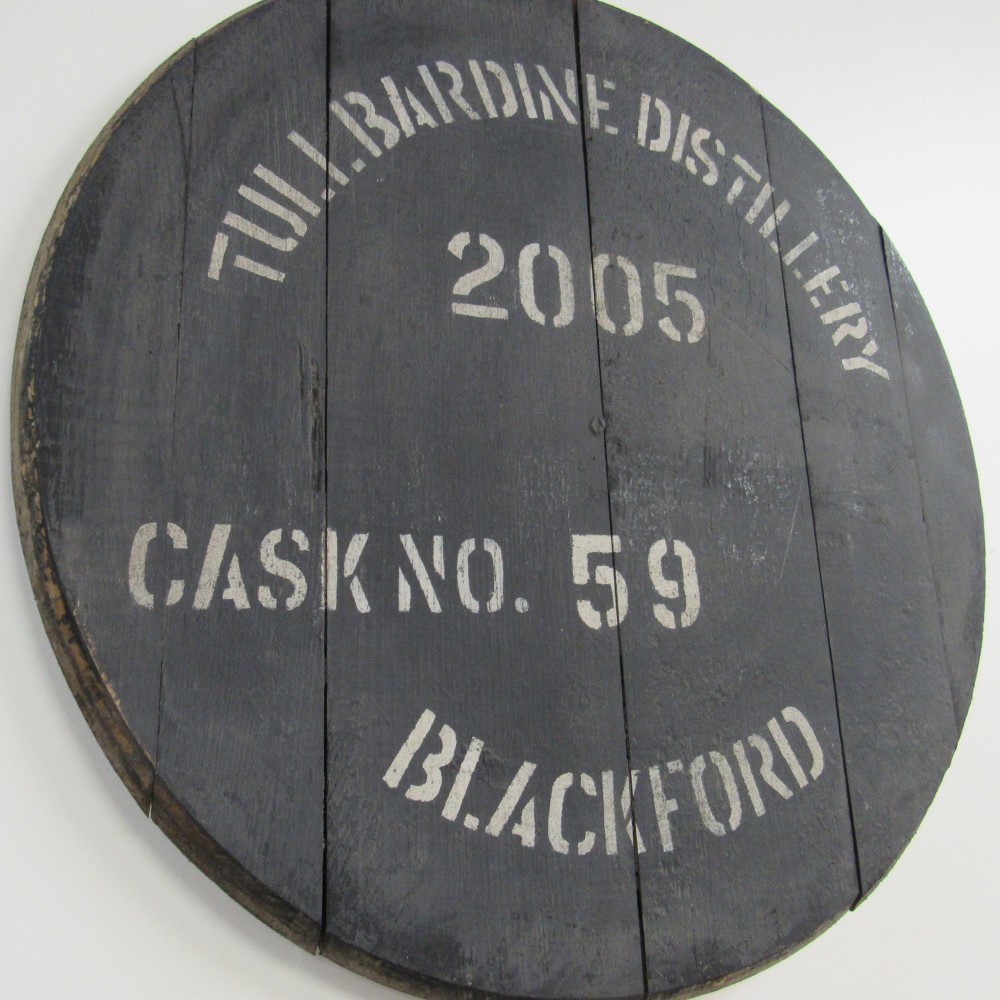 TULLIBARDINE DISTILLERY
2005
CASK NO. 59
BLACKFORD